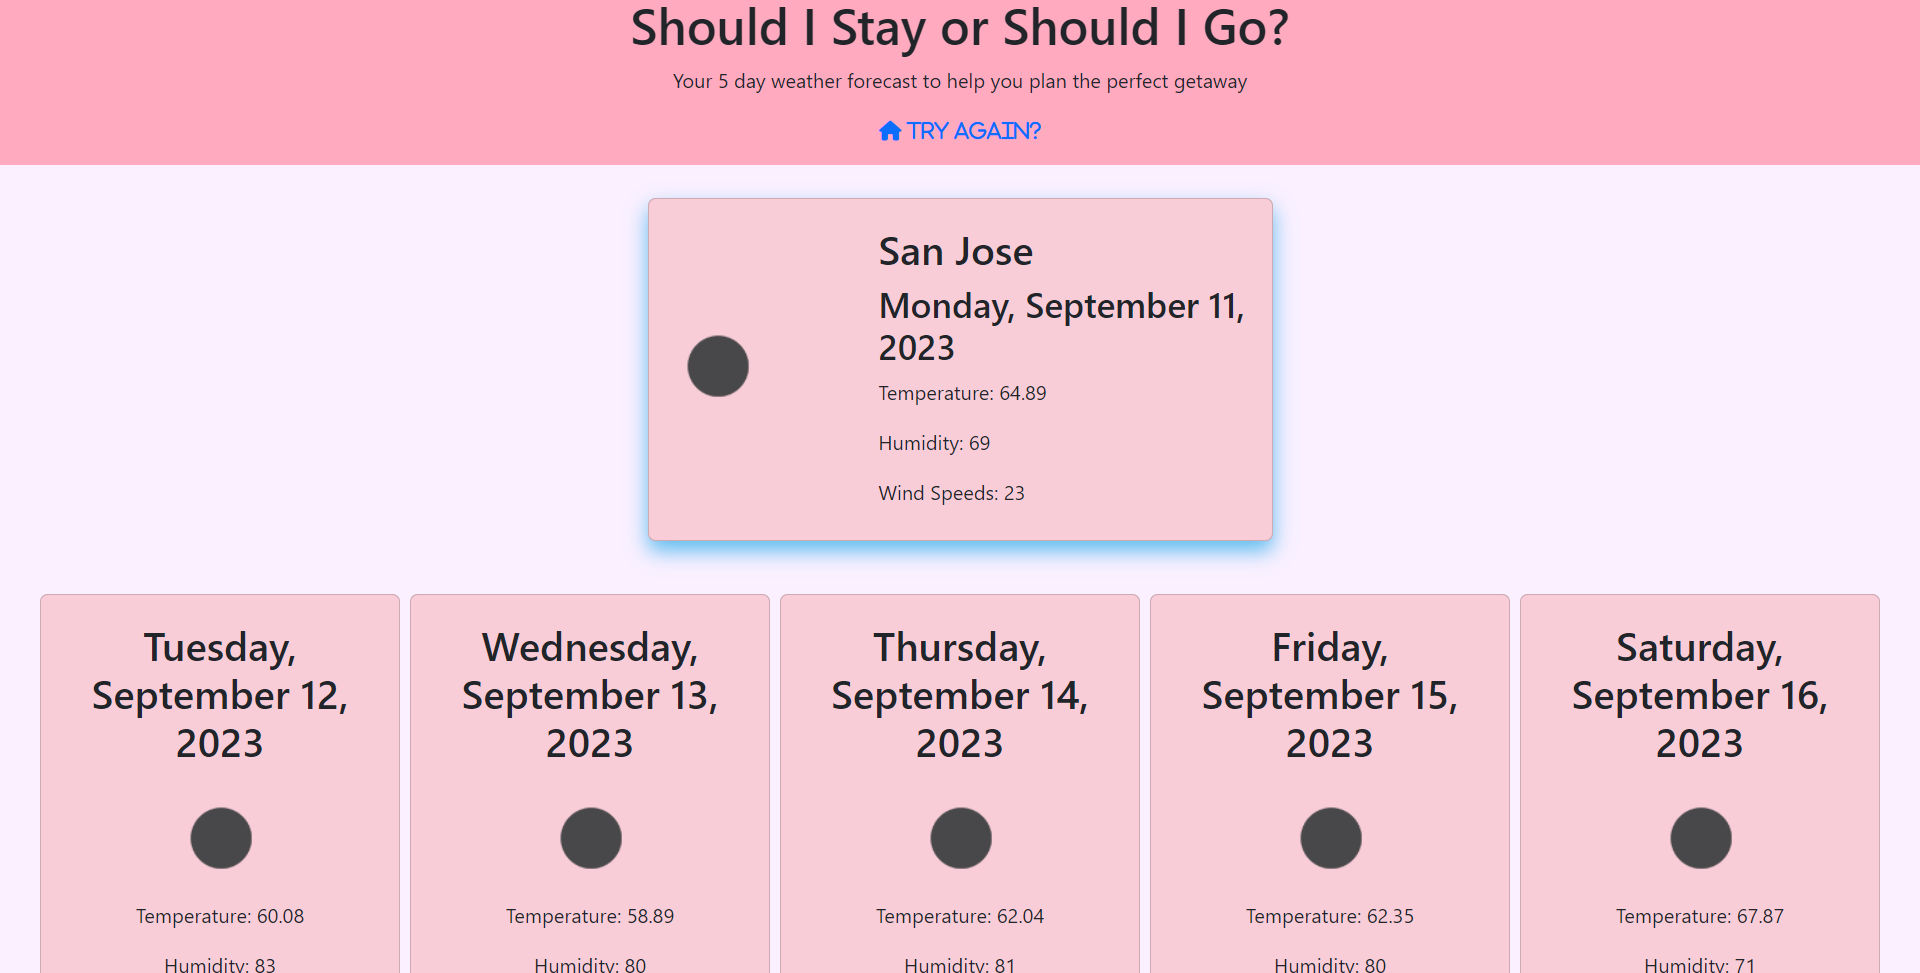 Should I Stay or Should I Go?
Your 5 day weather forecast to help you plan the perfect getaway
TRY AGAIN?
San Jose
Monday, September 11,
2023
Temperature: 64.89
Humidity: 69
Wind Speeds: 23
Tuesday,
September 12,
2023
Temperature: 60.08
Humidity: 83
Wednesday,
September 13,
2023
Temperature: 58.89
Humidity: 80
Thursday,
September 14,
2023
Temperature: 62.04
Humidity: 81
Friday,
September 15,
2023
Temperature: 62.35
Humidity: 80
Saturday,
September 16,
2023
Temperature: 67.87
Humidity: 71